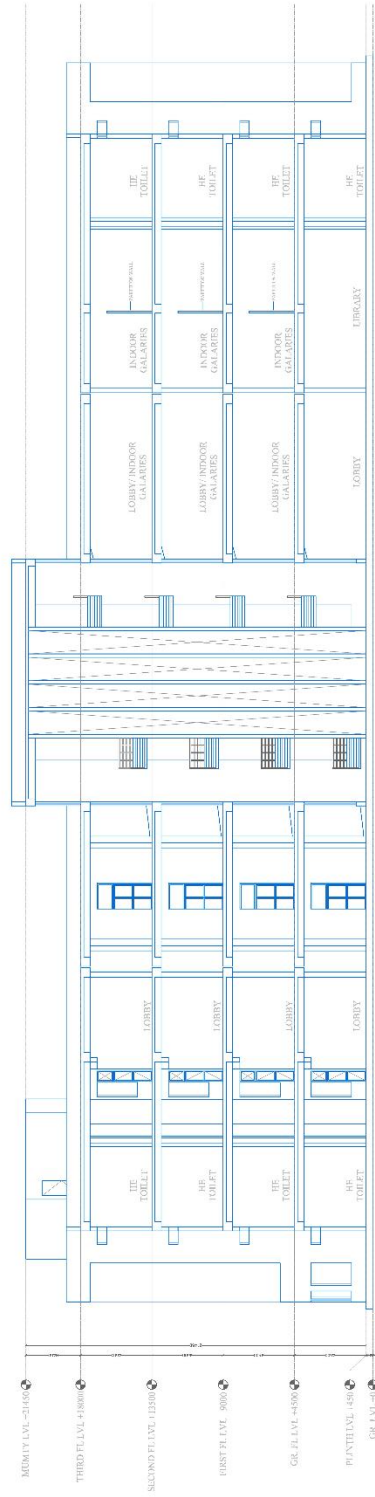 MUMTY LVL +21450
THIRD FL LVL +18000
HE
TOILET
LOBBY
LOBBY/ INDOOR
GALARIES
INDOOR
GALARIES
HE
TOILET
SECOND FL LVL +13500
HE
TOILET
LOBBY
LOBBY/ INDOOR
GALARIES
INDOOR
GALARIES
HE
TOILET
FIRST FL LVL +9000
HE
TOILET
LOBBY
LOBBY/ INDOOR
GALARIES
INDOOR
GALARIES
HE
TOILET
GR. FL LVL +4500
HE
TOILET
LOBBY
LOBBY
LIBRARY
HE
TOILET
PLINTH LVL +450
GR. LVL